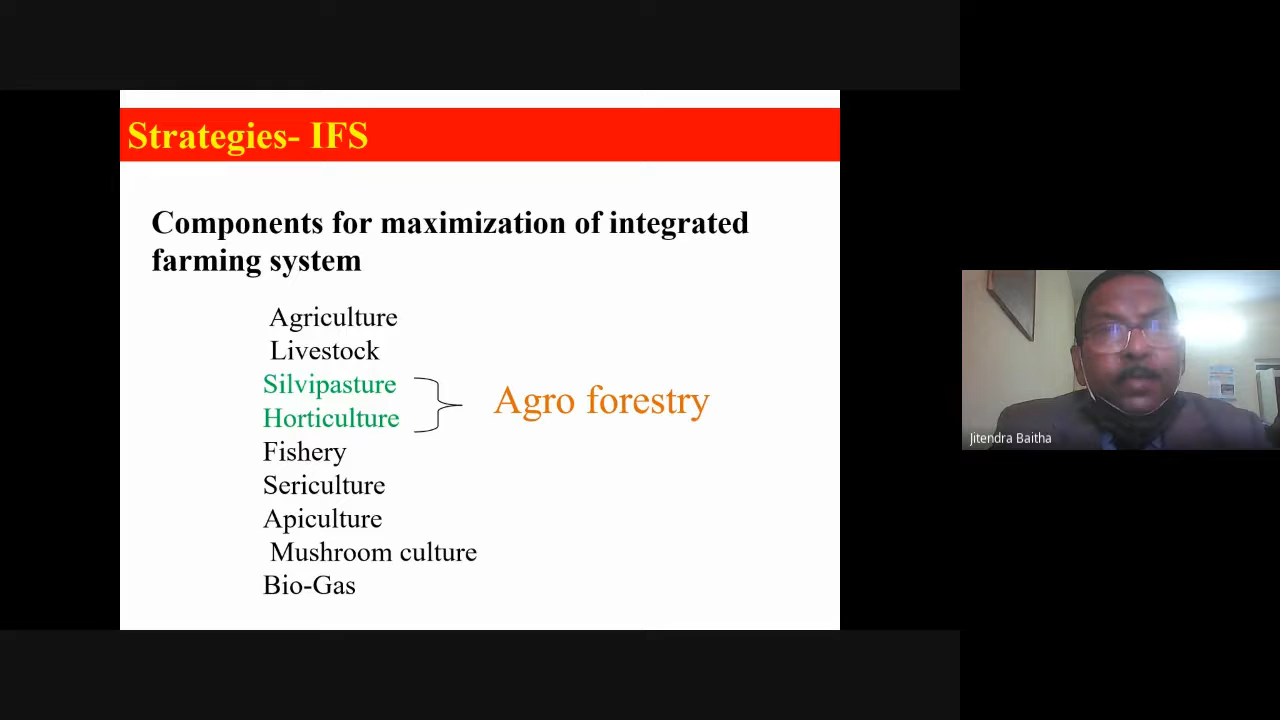 Strategies- IFS
Components for maximization of integrated
farming system
Agriculture
Livestock
Silvipasture
Horticulture
Agro forestry
Fishery
Sericulture
Apiculture
Mushroom culture
Bio-Gas
Jitendra Baitha